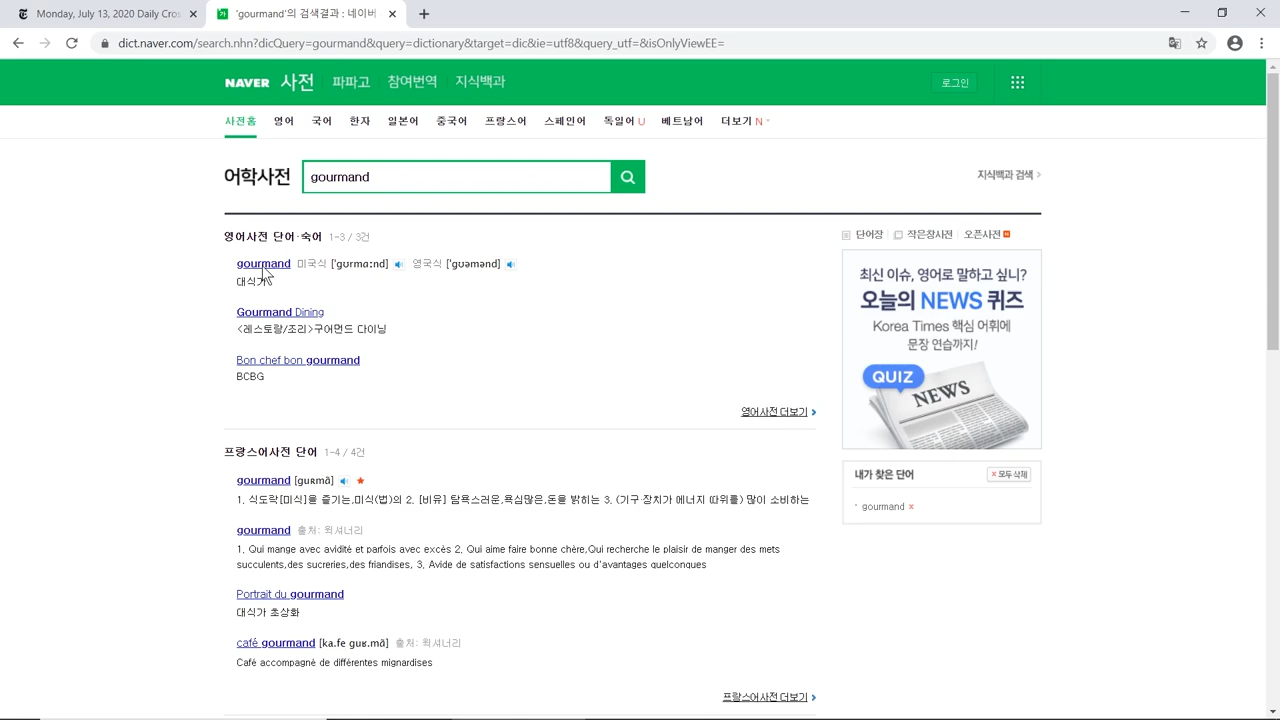 Monday, July 13, 2020 Daily Cros
'gourmand'의 검색결과 : 네이버
dict.naver.com/search.nhn?dicQuery=gourmand&query=dictionary&target=dic&ie=utf8&query_utf=&isOnlyViewEE=
NAVER 사전 파파고 참여번역 지식백과
로그인
사전홈 영어 국어 한자 일본어 중국어 프랑스어 스페인어 독일어 U 베트남어 더보기 N
어학사전 gourmand
지식백과 검색
영어사전 단어·숙어 1-3 / 3건
gourmand 미국식 ['gʊrmɑːnd] 영국식 ['gʊəmənd]
대식가
Gourmand Dining
<레스토랑/조리>구어먼드 다이닝
Bon chef bon gourmand
BCBG
영어사전 더보기
프랑스어사전 단어 1-4 / 4건
gourmand [guʀmɑ̃]
1. 식도락[미식]을 즐기는,미식(법)의 2. [비유] 탐욕스러운,욕심많은,돈을 밝히는 3. (기구·장치가 에너지 따위를) 많이 소비하는
gourmand 출처: 윅셔너리
1. Qui mange avec avidité et parfois avec excès 2. Qui aime faire bonne chère,Qui recherche le plaisir de manger des mets
succulents,des sucreries,des friandises, 3. Avide de satisfactions sensuelles ou d'avantages quelconques
Portrait du gourmand
대식가 초상화
café gourmand [ka.fe guʁ.mɑ̃] 출처: 윅셔너리
Café accompagné de différentes mignardises
프랑스어사전 더보기
단어장 작은창사전 오픈사전
최신 이슈, 영어로 말하고 싶니?
오늘의 NEWS 퀴즈
Korea Times 핵심 어휘에
문장 연습까지!
QUIZ
NEWS
내가 찾은 단어 × 모두 삭제
· gourmand ×